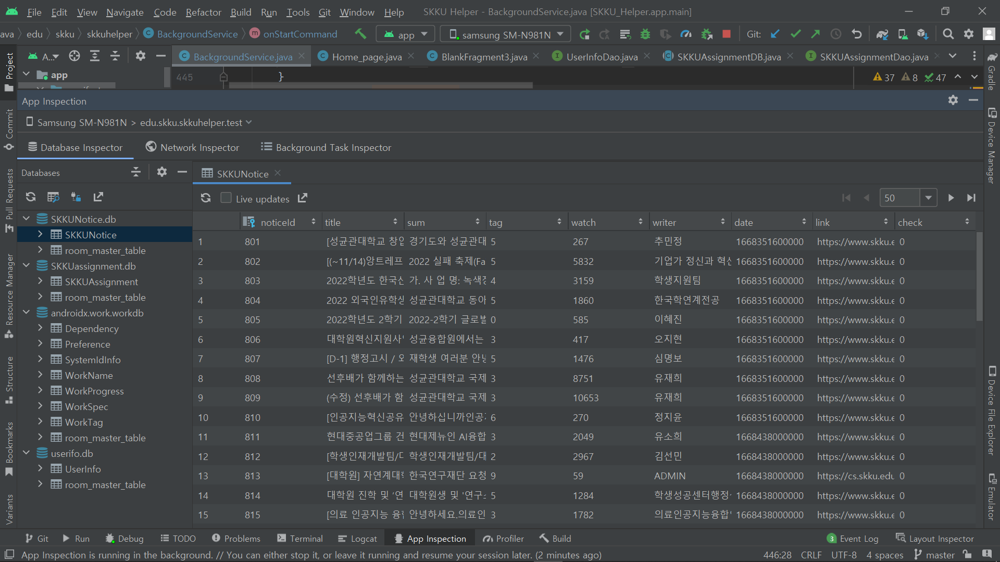 File Edit View Navigate Code Refactor Build Run Tools Git Window Help SKKU Helper - BackgroundService.java [SKKU_Helper.app.main]
ava edu skku skkuhelper BackgroundService onStartCommand app samsung SM-N981N Git:
Project
A... BackgroundService.java Home_page.java BlankFragment3.java UserInfoDao.java SKKUAssignmentDB.java SKKUAssignmentDao.java
app 445 } 37 8 47
App Inspection
Samsung SM-N981N > edu.skku.skkuhelper.test
Database Inspector Network Inspector Background Task Inspector
Databases SKKUNotice
Live updates 50
SKKUNotice.db
SKKUNotice
room_master_table
SKKUassignment.db
SKKUAssignment
room_master_table
androidx.work.workdb
Dependency
Preference
SystemIdInfo
WorkName
WorkProgress
WorkSpec
WorkTag
room_master_table
userifo.db
UserInfo
room_master_table
noticeId title sum tag watch writer date link check
1 801 [성균관대학교 창업 경기도와 성균관대 5 267 추민정 1668351600000 https://www.skku.e 0
2 802 [(~11/14)앙트레프 2022 실패 축제(Fa 5 5832 기업가 정신과 혁신 1668351600000 https://www.skku.e 0
3 803 2022학년도 한국산 가. 사 업 명: 녹색 4 3159 학생지원팀 1668351600000 https://www.skku.e 0
4 804 2022 외국인유학생 성균관대학교 동아 5 1860 한국학연계전공 1668351600000 https://www.skku.e 0
5 805 2022학년도 2학기 2022-2학기 글로벌 0 585 이혜진 1668351600000 https://www.skku.e 0
6 806 대학원혁신지원사업 성균융합원에서는 3 417 오지현 1668351600000 https://www.skku.e 0
7 807 [D-1] 행정고시 / 외 재학생 여러분 안녕 5 1476 심명보 1668351600000 https://www.skku.e 0
8 808 선후배가 함께하는 성균관대학교 국제 3 8751 유재희 1668351600000 https://www.skku.e 0
9 809 (수정) 선후배가 함 성균관대학교 국제 3 10653 유재희 1668351600000 https://www.skku.e 0
10 810 [인공지능혁신공유 안녕하십니까인공 6 270 정지윤 1668351600000 https://www.skku.e 0
11 811 현대중공업그룹 건 현대제뉴인 AI융합 3 2049 유소희 1668438000000 https://www.skku.e 0
12 812 [학생인재개발팀/대 학생인재개발팀/대 2 2967 김선민 1668438000000 https://www.skku.e 0
13 813 [대학원] 자연계대학 한국연구재단 요청 9 59 ADMIN 1668438000000 https://cs.skku.edu 0
14 814 대학원 진학 및 ‘연 대학원생 및 '연구 5 1284 학생성공센터행정 1668438000000 https://www.skku.e 0
15 815 [의료 인공지능 융합 안녕하세요.의료인 3 1782 의료인공지능융합 1668438000000 https://www.skku.e 0
Commit
Pull Requests
Resource Manager
Structure
Bookmarks
Variants
Gradle
Device Manager
Device File Explorer
Emulator
Git Run Debug TODO Problems Terminal Logcat App Inspection Profiler Build 3 Event Log Layout Inspector
App Inspection is running in the background. // You can either stop it, or leave it running and resume your session later. (2 minutes ago) 446:28 CRLF UTF-8 4 spaces master